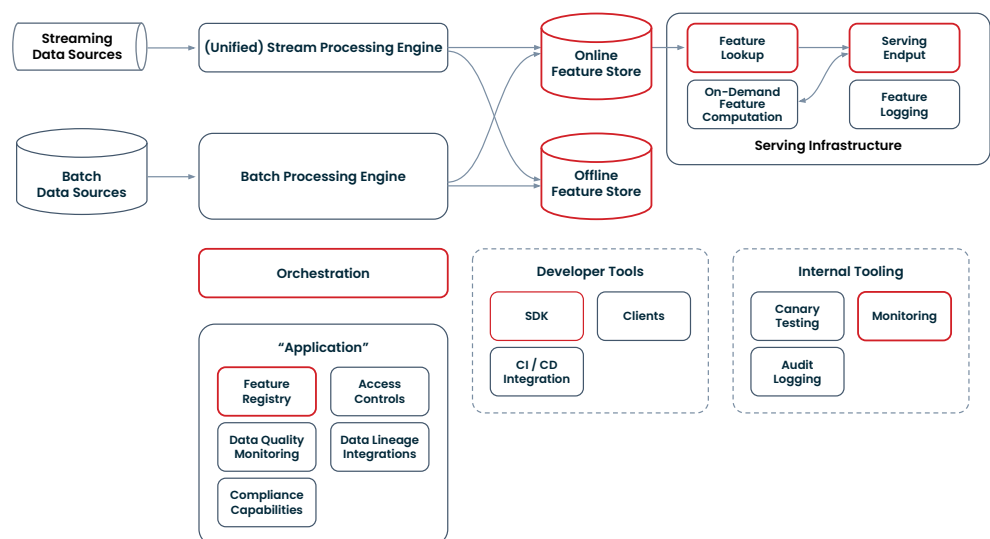 Streaming
Data Sources
(Unified) Stream Processing Engine
Online
Feature Store
Feature
Lookup
Serving
Endput
On-Demand
Feature
Computation
Feature
Logging
Serving Infrastructure
Batch
Data Sources
Batch Processing Engine
Offline
Feature Store
Orchestration
Developer Tools
SDK
Clients
CI / CD
Integration
Internal Tooling
Canary
Testing
Monitoring
Audit
Logging
“Application”
Feature
Registry
Access
Controls
Data Quality
Monitoring
Data Lineage
Integrations
Compliance
Capabilities